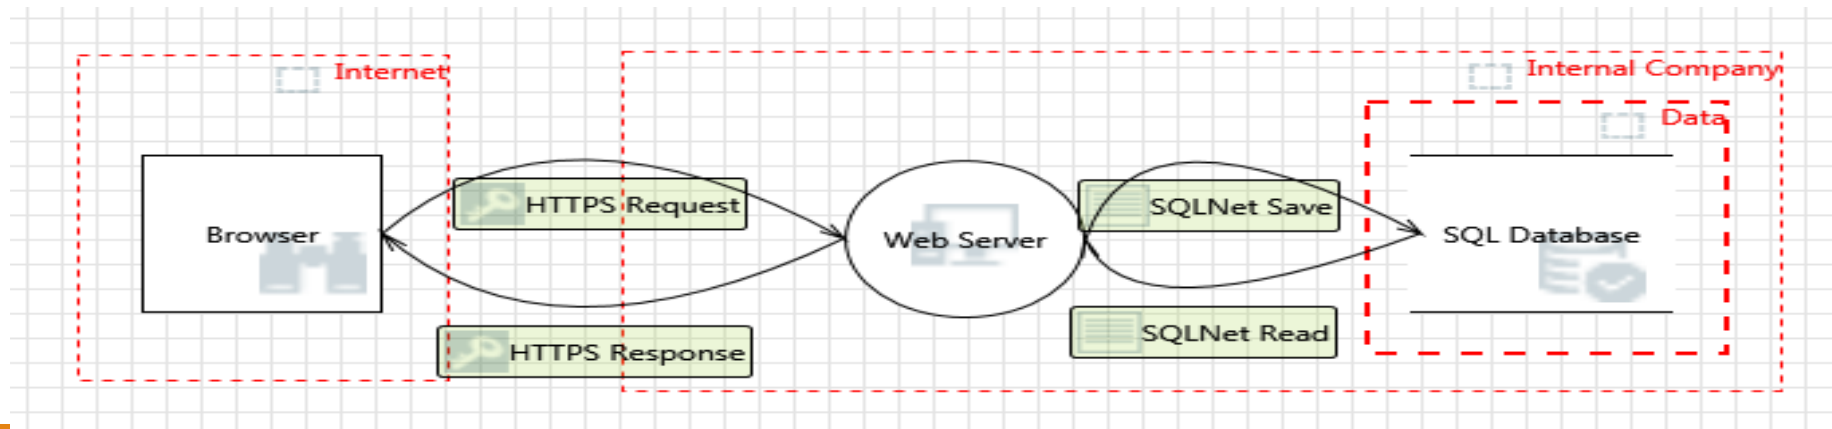 Internet
Internal Company
Data
Browser
HTTPS Request
HTTPS Response
Web Server
SQLNet Save
SQLNet Read
SQL Database